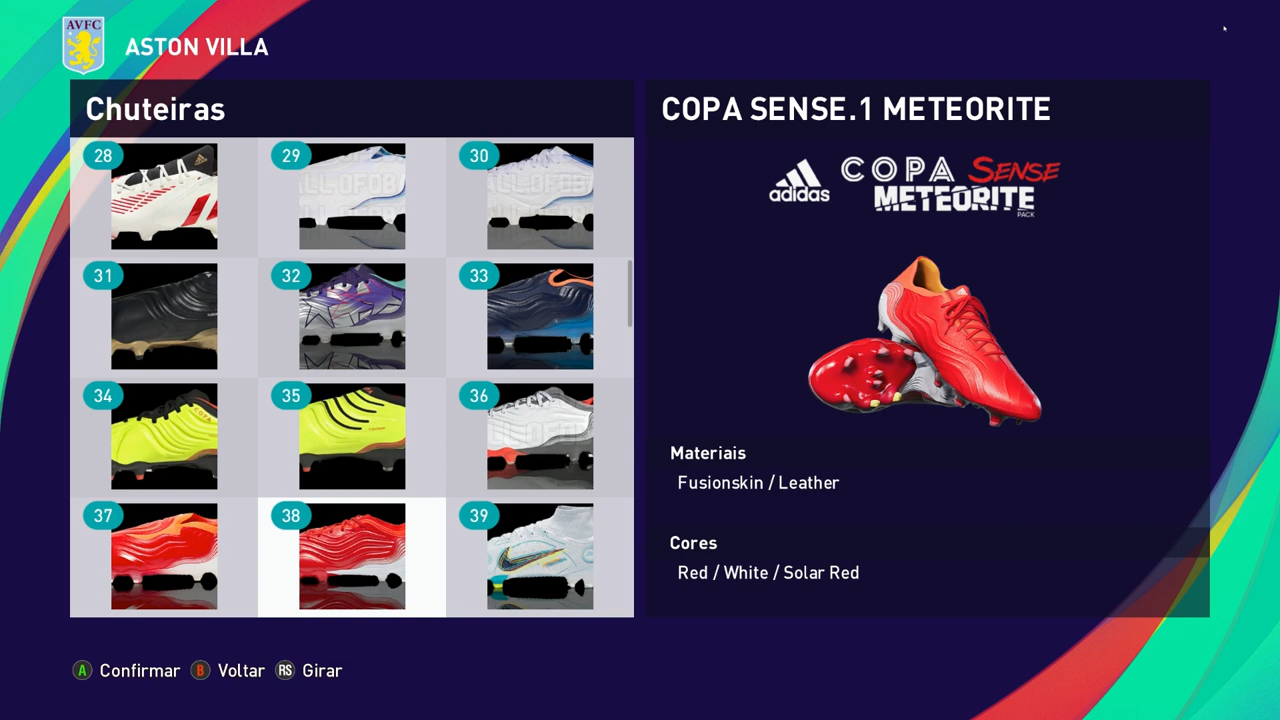 AVFC
ASTON VILLA
Chuteiras
28
29
30
31
32
33
34
35
36
37
38
39
COPA SENSE.1 METEORITE
adidas
COPA SENSE
METEORITE
PACK
Materiais
Fusionskin / Leather
Cores
Red / White / Solar Red
A Confirmar B Voltar RS Girar